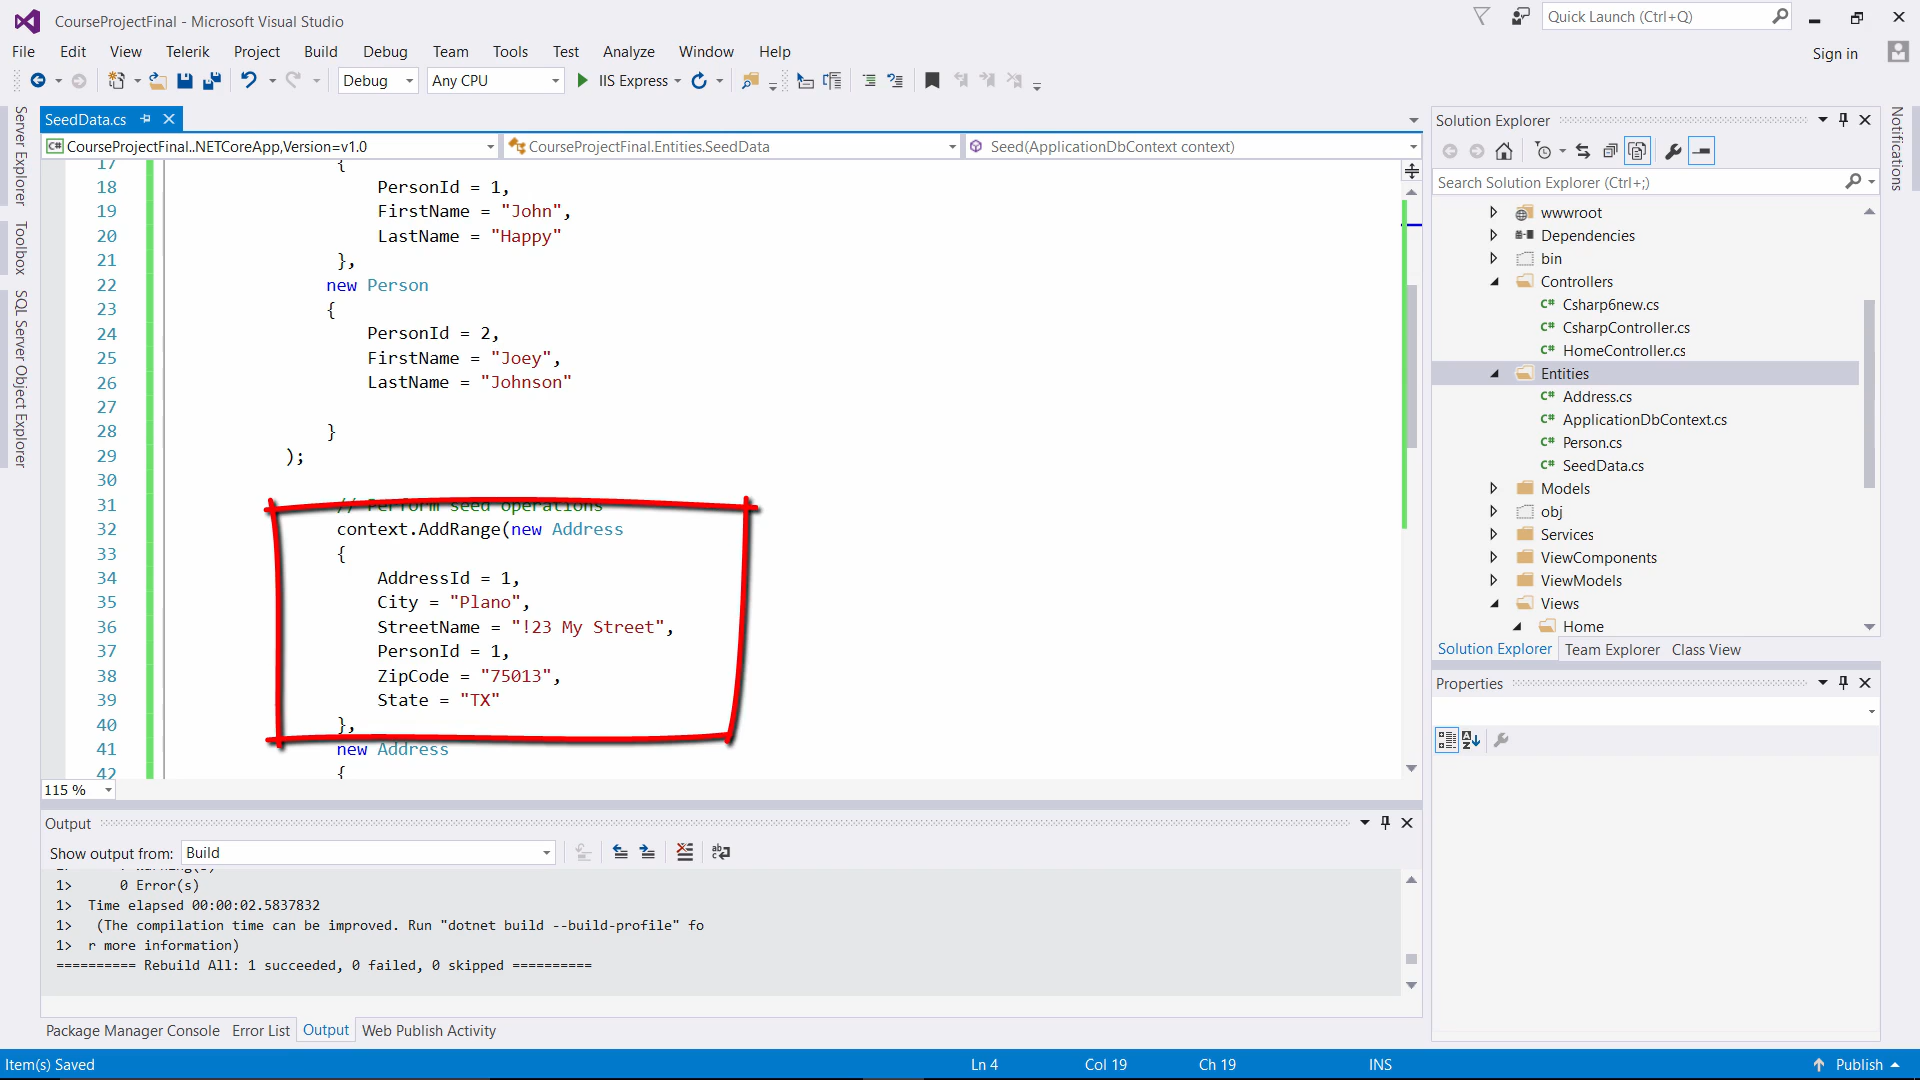 CourseProjectFinal - Microsoft Visual Studio
Quick Launch (Ctrl+Q)
File Edit View Telerik Project Build Debug Team Tools Test Analyze Window Help
Sign in
Debug Any CPU IIS Express
Server Explorer
Toolbox
SQL Server Object Explorer
SeedData.cs
CourseProjectFinal..NETCoreApp,Version=v1.0 CourseProjectFinal.Entities.SeedData Seed(ApplicationDbContext context)
17 {
18 PersonId = 1,
19 FirstName = "John",
20 LastName = "Happy"
21 },
22 new Person
23 {
24 PersonId = 2,
25 FirstName = "Joey",
26 LastName = "Johnson"
27
28 }
29 );
30
31 // Perform seed operations
32 context.AddRange(new Address
33 {
34 AddressId = 1,
35 City = "Plano",
36 StreetName = "!23 My Street",
37 PersonId = 1,
38 ZipCode = "75013",
39 State = "TX"
40 },
41 new Address
42 {
115 %
Output
Show output from: Build
1> 0 Error(s)
1> Time elapsed 00:00:02.5837832
1> (The compilation time can be improved. Run "dotnet build --build-profile" fo
1> r more information)
========== Rebuild All: 1 succeeded, 0 failed, 0 skipped ==========
Package Manager Console Error List Output Web Publish Activity
Solution Explorer
Search Solution Explorer (Ctrl+;)
wwwroot
Dependencies
bin
Controllers
C# Csharp6new.cs
C# CsharpController.cs
C# HomeController.cs
Entities
C# Address.cs
C# ApplicationDbContext.cs
C# Person.cs
C# SeedData.cs
Models
obj
Services
ViewComponents
ViewModels
Views
Home
Solution Explorer Team Explorer Class View
Properties
Notifications
Item(s) Saved Ln 4 Col 19 Ch 19 INS Publish